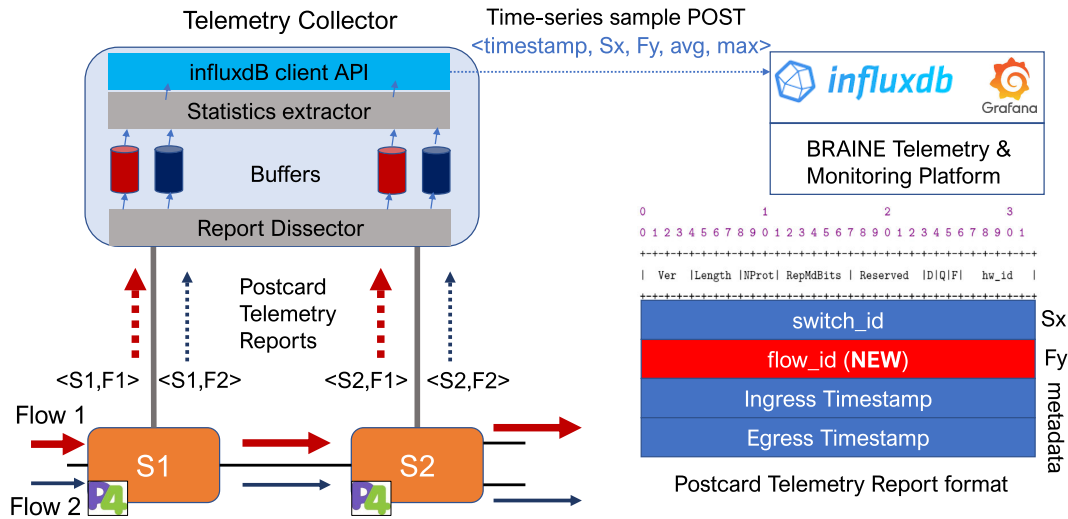 Telemetry Collector
Time-series sample POST
<timestamp, Sx, Fy, avg, max>
influxdB client API
Statistics extractor
Buffers
Report Dissector
influxdb
Grafana
BRAINE Telemetry &
Monitoring Platform
Postcard
Telemetry
Reports
<S1,F1>
<S1,F2>
<S2,F1>
<S2,F2>
Flow 1
S1
S2
P4
P4
Flow 2
0 1 2 3
0 1 2 3 4 5 6 7 8 9 0 1 2 3 4 5 6 7 8 9 0 1 2 3 4 5 6 7 8 9 0 1
+-+-+-+-+-+-+-+-+-+-+-+-+-+-+-+-+-+-+-+-+-+-+-+-+-+-+-+-+-+-+-+-+
| Ver |Length |NProt| RepMdBits | Reserved |D|Q|F| hw_id |
+-+-+-+-+-+-+-+-+-+-+-+-+-+-+-+-+-+-+-+-+-+-+-+-+-+-+-+-+-+-+-+-+
switch_id
Sx
flow_id (NEW)
Fy
Ingress Timestamp
Egress Timestamp
metadata
Postcard Telemetry Report format